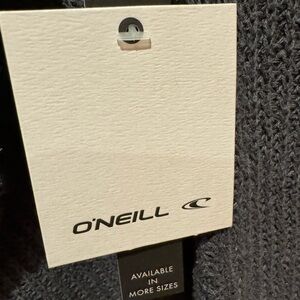 O'NEILL
AVAILABLE
IN
MORE SIZES